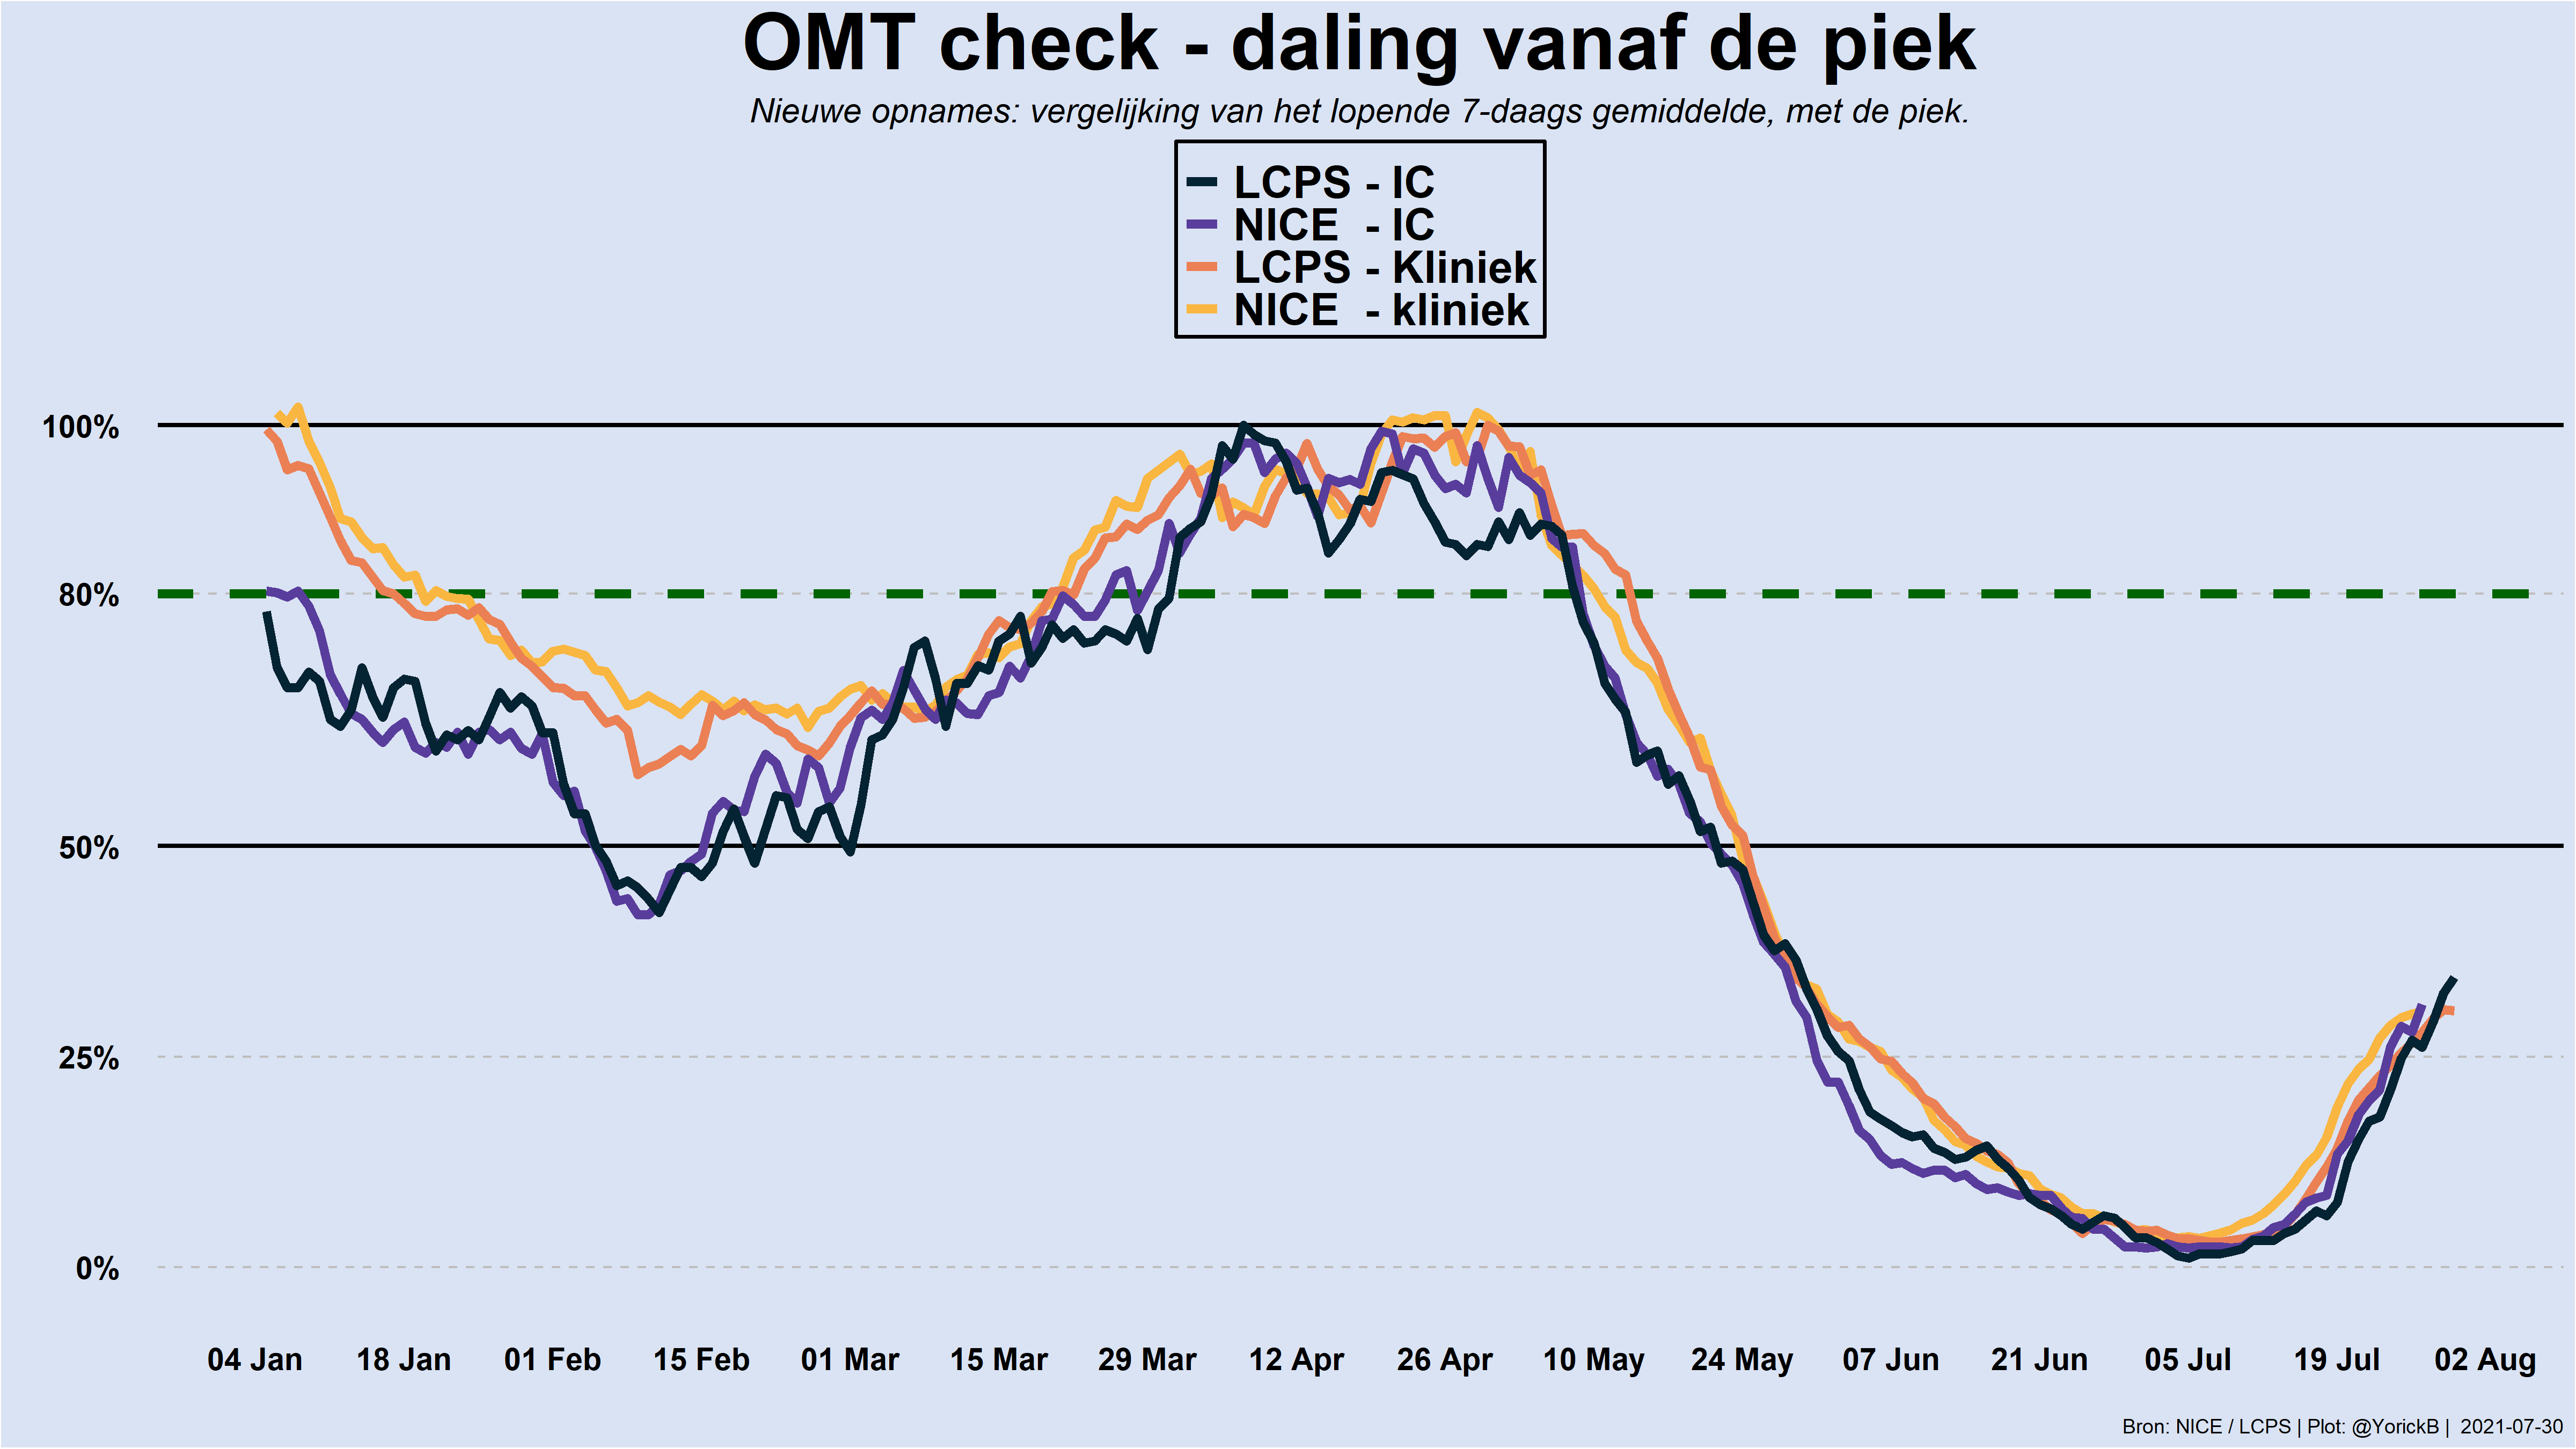 OMT check - daling vanaf de piek
Nieuwe opnames: vergelijking van het lopende 7-daags gemiddelde, met de piek.
LCPS - IC
NICE - IC
LCPS - Kliniek
NICE - kliniek
100%
80%
50%
25%
0%
04 Jan 18 Jan 01 Feb 15 Feb 01 Mar 15 Mar 29 Mar 12 Apr 26 Apr 10 May 24 May 07 Jun 21 Jun 05 Jul 19 Jul 02 Aug
Bron: NICE / LCPS | Plot: @YorickB | 2021-07-30